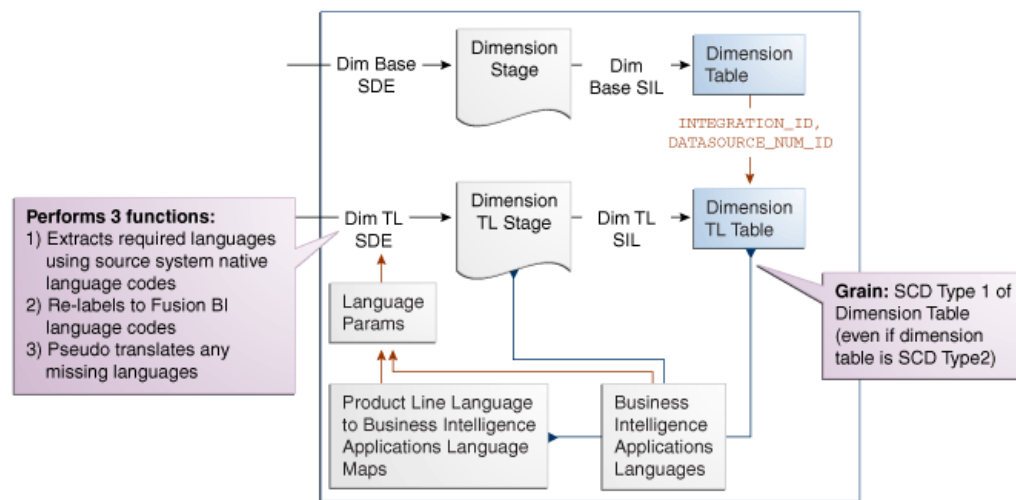 Dim Base
SDE
Dimension
Stage
Dim
Base SIL
Dimension
Table
INTEGRATION_ID,
DATASOURCE_NUM_ID
Performs 3 functions:
1) Extracts required languages
using source system native
language codes
2) Re-labels to Fusion BI
language codes
3) Pseudo translates any
missing languages
Dim TL
SDE
Dimension
TL Stage
Dim TL
SIL
Dimension
TL Table
Grain: SCD Type 1 of
Dimension Table
(even if dimension
table is SCD Type2)
Language
Params
Product Line Language
to Business Intelligence
Applications Language
Maps
Business
Intelligence
Applications
Languages